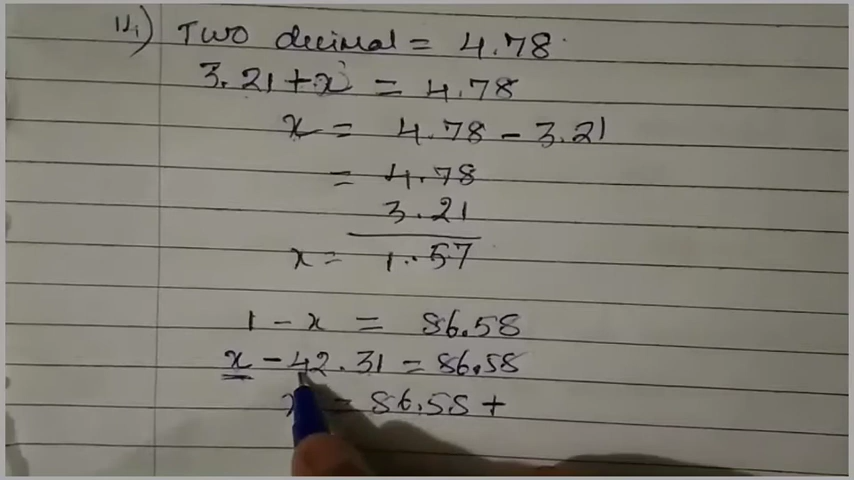 11.) Two decimal = 4.78
3.21 + x = 4.78
x = 4.78 - 3.21
= 4.78
3.21
x = 1.57
1 - x = 86.58
x - 42.31 = 86.58
x = 86.58 +